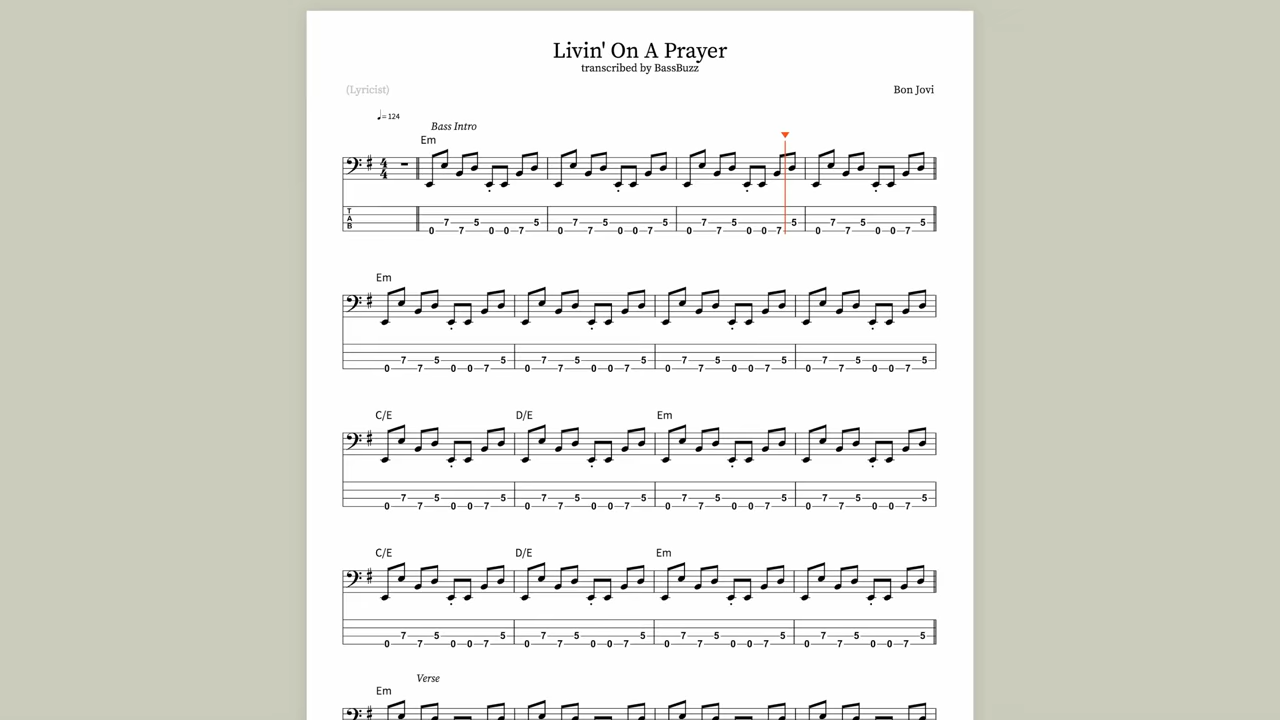 Livin' On A Prayer
transcribed by BassBuzz
(Lyricist)
Bon Jovi
♩= 124
Bass Intro
Em
4
4
T
A
B
0 7 7 5 0 0 7 5 0 7 7 5 0 0 7 5 0 7 7 5 0 0 7 5 0 7 7 5 0 0 7 5
Em
0 7 7 5 0 0 7 5 0 7 7 5 0 0 7 5 0 7 7 5 0 0 7 5 0 7 7 5 0 0 7 5
C/E D/E Em
0 7 7 5 0 0 7 5 0 7 7 5 0 0 7 5 0 7 7 5 0 0 7 5 0 7 7 5 0 0 7 5
C/E D/E Em
0 7 7 5 0 0 7 5 0 7 7 5 0 0 7 5 0 7 7 5 0 0 7 5 0 7 7 5 0 0 7 5
Verse
Em